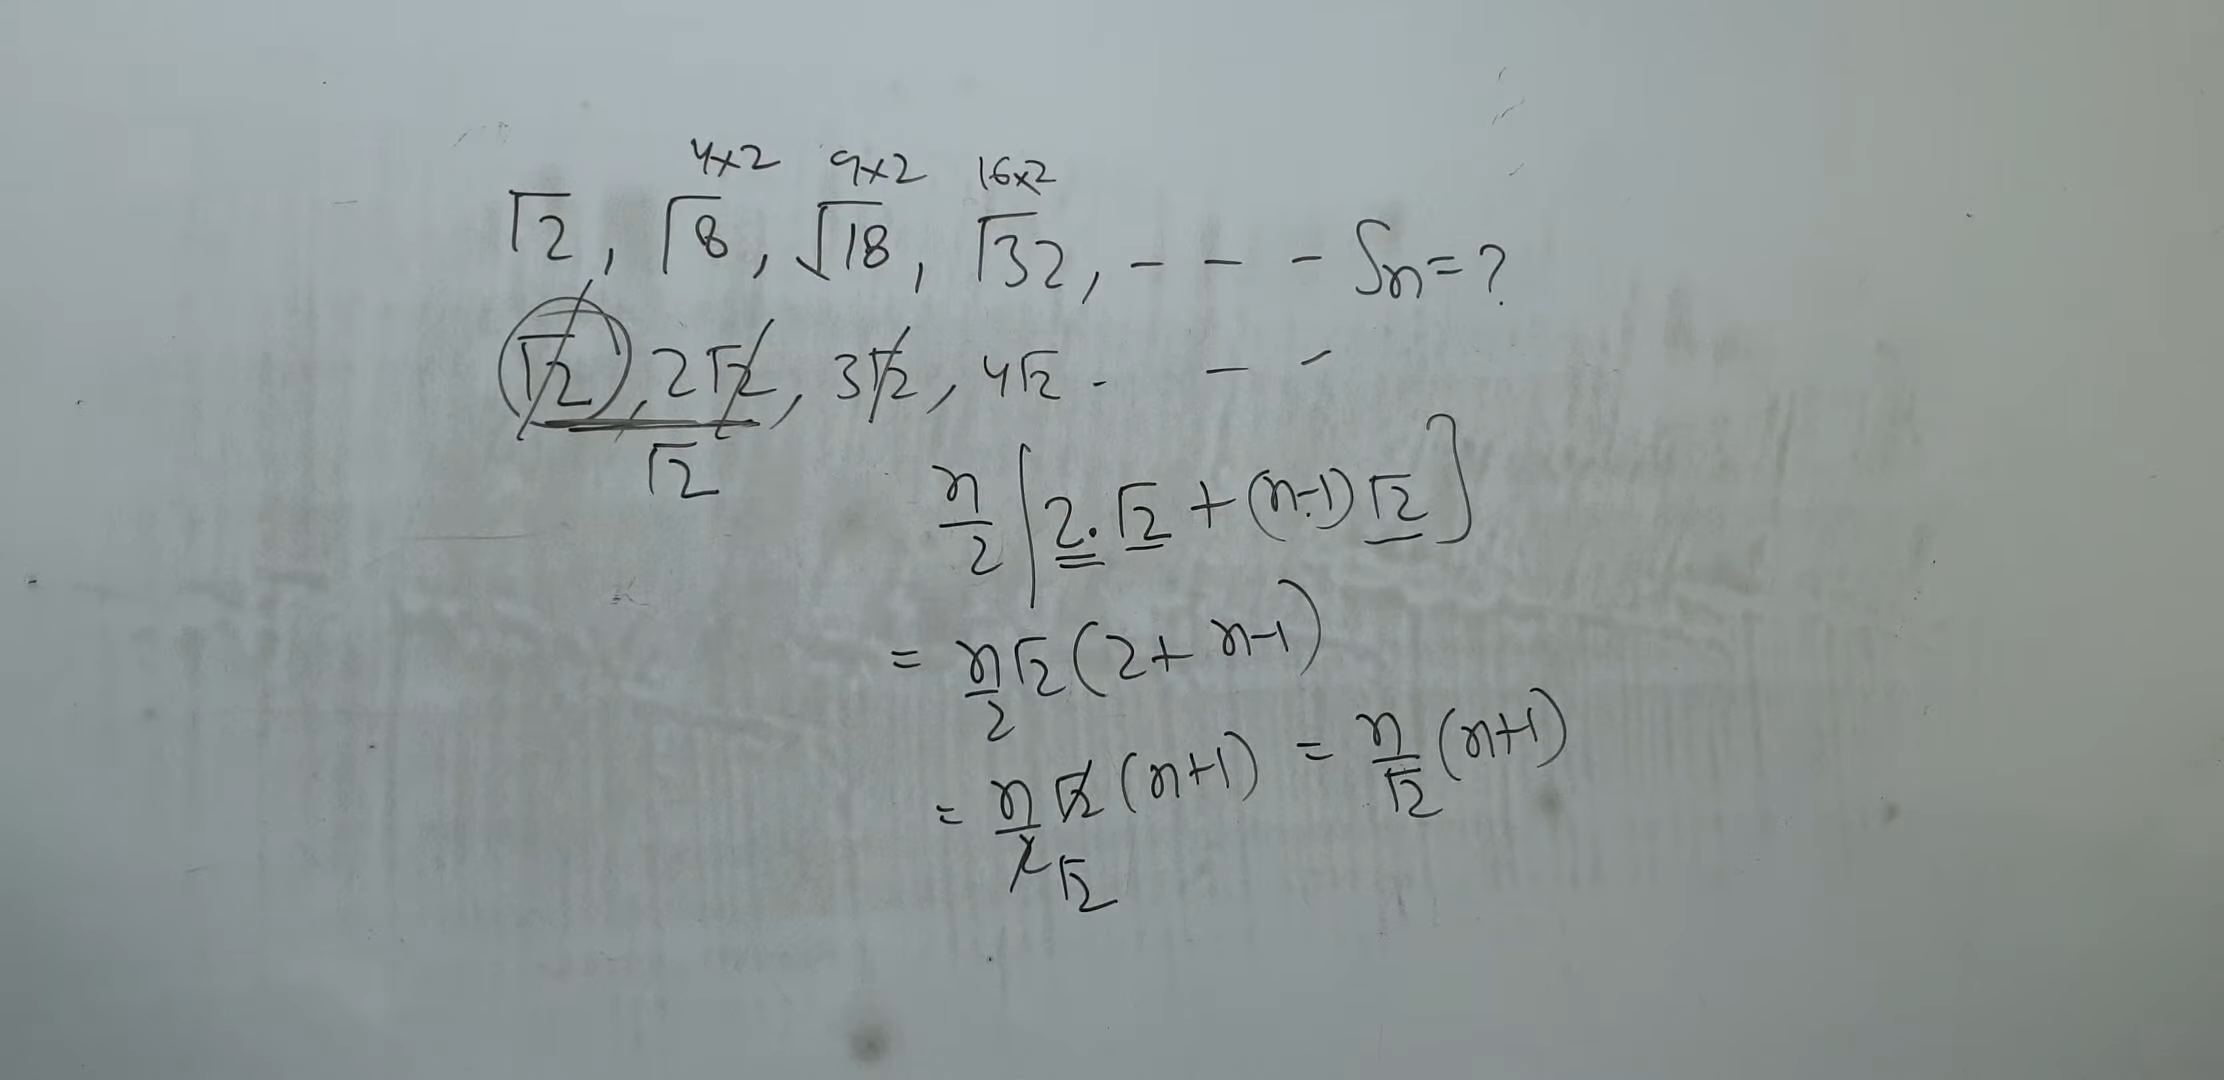 4×2 9×2 16×2
√2, √8, √18, √32, - - - Sn = ?
√2, 2√2, 3√2, 4√2 - - -
√2
n/2 [2·√2 + (n-1)√2]
= n/2 √2 (2 + n-1)
= n/2 √2 (n+1) = n/√2 (n+1)
√2